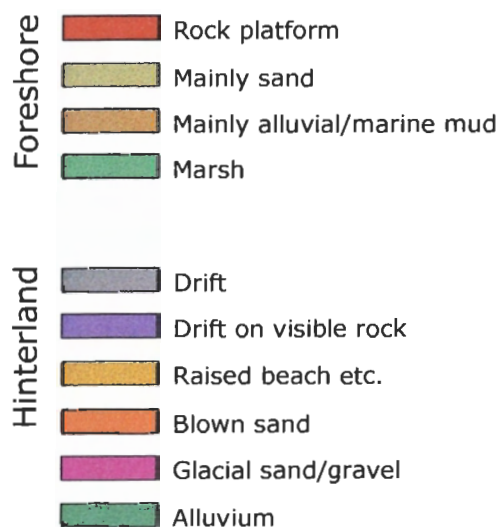 Foreshore
Rock platform
Mainly sand
Mainly alluvial/marine mud
Marsh
Hinterland
Drift
Drift on visible rock
Raised beach etc.
Blown sand
Glacial sand/gravel
Alluvium